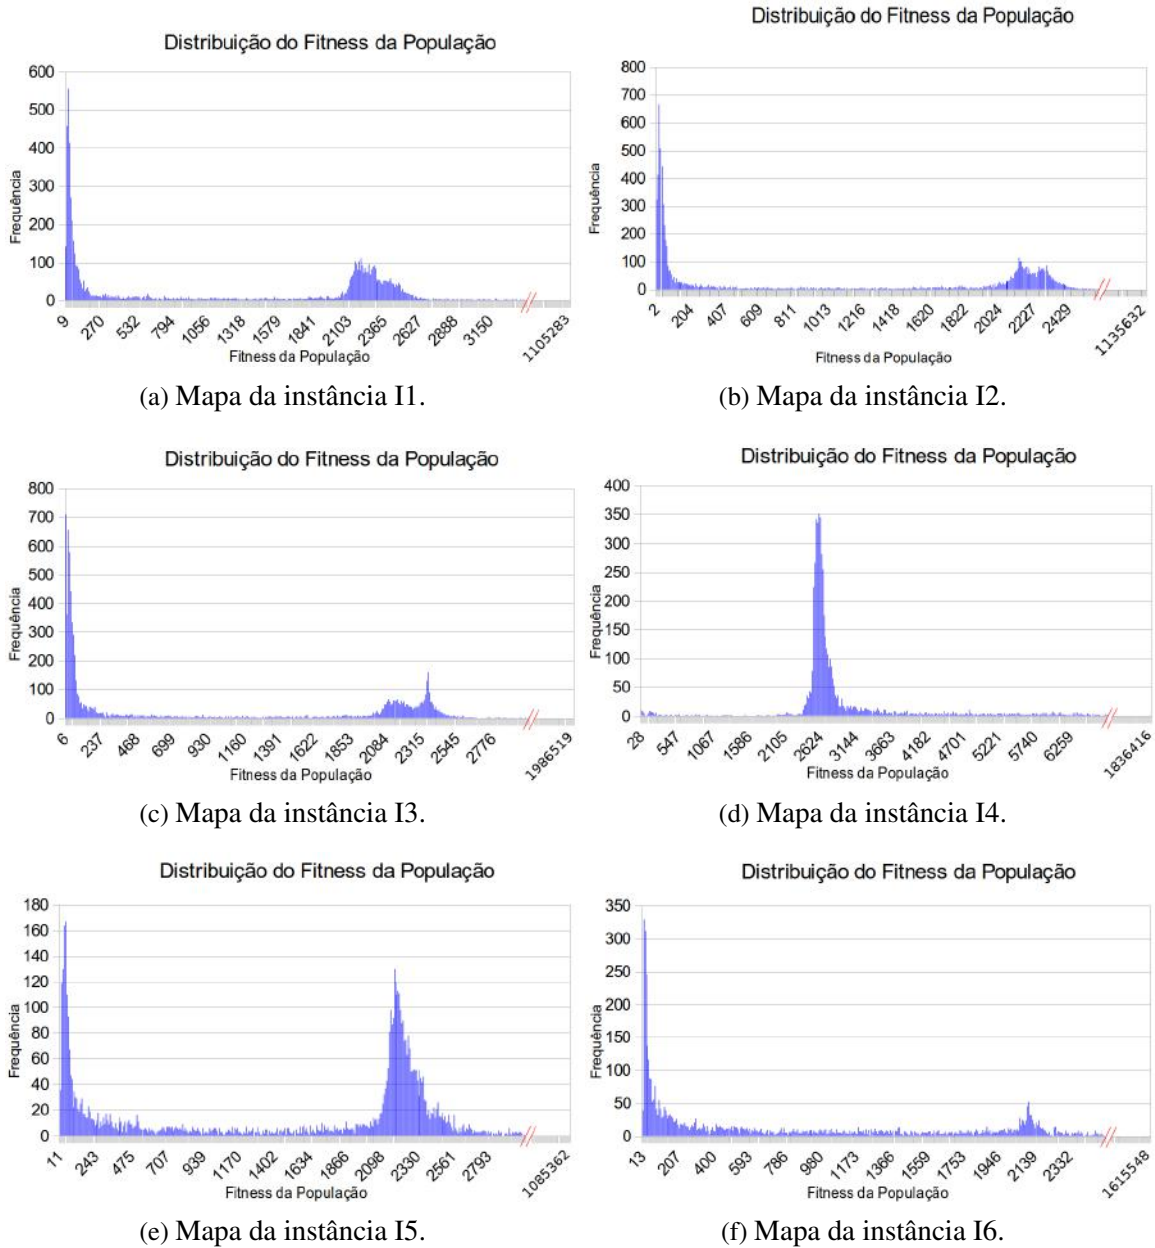 Distribuição do Fitness da População
600
500
400
300
200
100
0
Frequência
9 270 532 794 1056 1318 1579 1841 2103 2365 2627 2888 3150 1105283
Fitness da População
(a) Mapa da instância I1.
Distribuição do Fitness da População
800
700
600
500
400
300
200
100
0
Frequência
2 204 407 609 811 1013 1216 1418 1620 1822 2024 2227 2429 1135632
Fitness da População
(b) Mapa da instância I2.
Distribuição do Fitness da População
800
700
600
500
400
300
200
100
0
Frequência
6 237 468 699 930 1160 1391 1622 1853 2084 2315 2545 2776 1986519
Fitness da População
(c) Mapa da instância I3.
Distribuição do Fitness da População
400
350
300
250
200
150
100
50
0
Frequência
28 547 1067 1586 2105 2624 3144 3663 4182 4701 5221 5740 6259 1836416
Fitness da População
(d) Mapa da instância I4.
Distribuição do Fitness da População
180
160
140
120
100
80
60
40
20
0
Frequência
11 243 475 707 939 1170 1402 1634 1866 2098 2330 2561 2793 1085362
Fitness da População
(e) Mapa da instância I5.
Distribuição do Fitness da População
350
300
250
200
150
100
50
0
Frequência
13 207 400 593 786 980 1173 1366 1559 1753 1946 2139 2332 1615548
Fitness da População
(f) Mapa da instância I6.